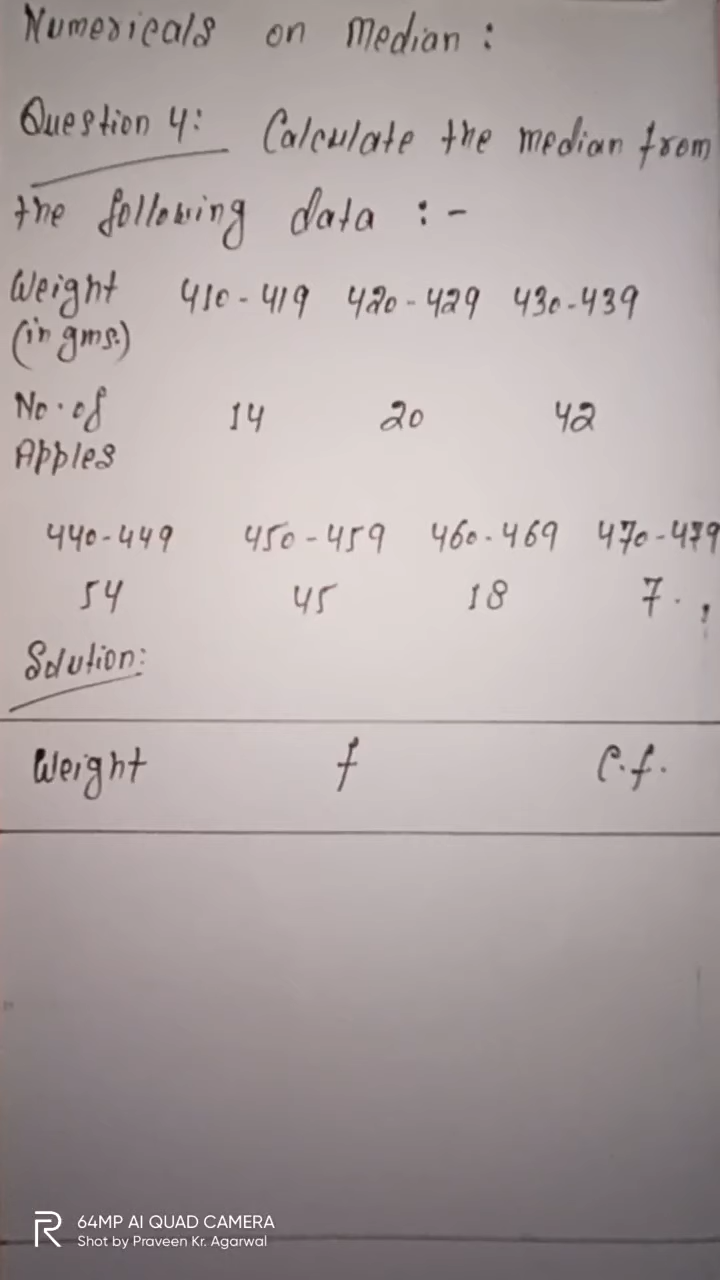 Numericals on Median :
Question 4: Calculate the median from
the following data : -
Weight 410 - 419 420 - 429 430 - 439
(in gms.)
No. of 14 20 42
Apples
440 - 449 450 - 459 460 - 469 470 - 479
54 45 18 7 .
Solution:
Weight f C.f.
64MP AI QUAD CAMERA
Shot by Praveen Kr. Agarwal